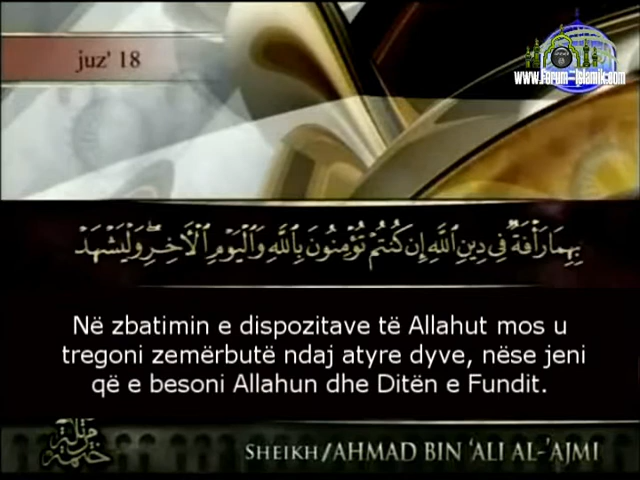 juz' 18
www.Forum-Islamik.com
بِهِمَا رَأْفَةٌ فِي دِينِ اللَّهِ إِن كُنتُمْ تُؤْمِنُونَ بِاللَّهِ وَالْيَوْمِ الْآخِرِ ۖ وَلْيَشْهَدْ
Në zbatimin e dispozitave të Allahut mos u
tregoni zemërbutë ndaj atyre dyve, nëse jeni
që e besoni Allahun dhe Ditën e Fundit.
SHEIKH/AHMAD BIN 'ALI AL-'AJMI